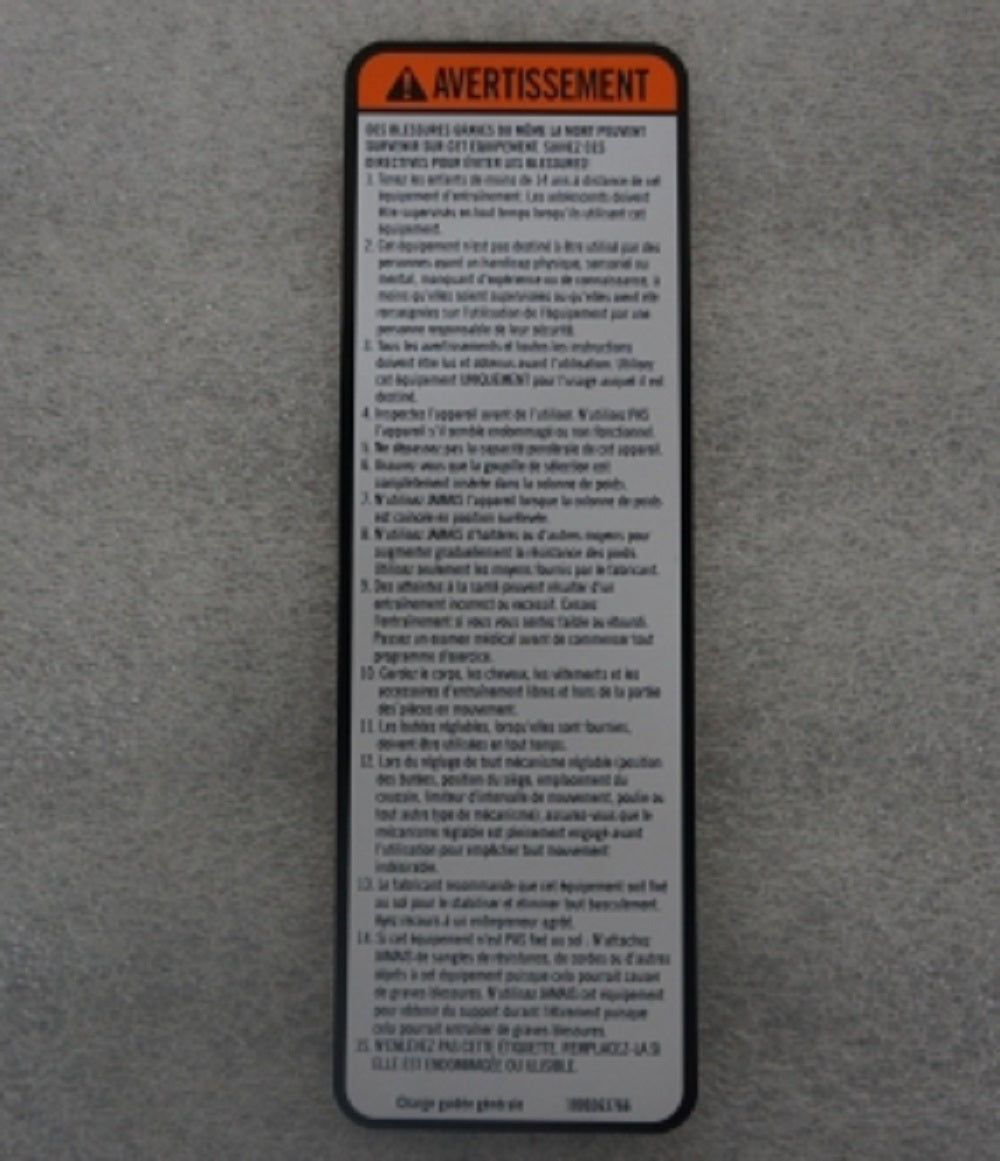 AVERTISSEMENT
DES BLESSURES GRAVES OU MÊME LA MORT PEUVENT
SURVENIR SUR CET ÉQUIPEMENT. SUIVEZ CES
DIRECTIVES POUR ÉVITER LES BLESSURES!
1. Tenez les enfants de moins de 14 ans à distance de cet
équipement d'entraînement. Les adolescents doivent
être supervisés en tout temps lorsqu'ils utilisent cet
équipement.
2. Cet équipement n'est pas destiné à être utilisé par des
personnes ayant un handicap physique, sensoriel ou
mental, manquant d'expérience ou de connaissance, à
moins qu'elles soient supervisées ou qu'elles aient été
renseignées sur l'utilisation de l'équipement par une
personne responsable de leur sécurité.
3. Tous les avertissements et toutes les instructions
doivent être lus et obtenus avant l'utilisation. Utilisez
cet équipement UNIQUEMENT pour l'usage auquel il est
destiné.
4. Inspectez l'appareil avant de l'utiliser. N'utilisez PAS
l'appareil s'il semble endommagé ou non fonctionnel.
5. Ne dépassez pas la capacité pondérale de cet appareil.
6. Assurez-vous que la goupille de sélection est
complètement insérée dans la colonne de poids.
7. N'utilisez JAMAIS l'appareil lorsque la colonne de poids
est coincée en position surélevée.
8. N'utilisez JAMAIS d'haltères ou d'autres moyens pour
augmenter graduellement la résistance des poids.
Utilisez seulement les moyens fournis par le fabricant.
9. Des atteintes à la santé peuvent résulter d'un
entraînement incorrect ou excessif. Cessez
l'entraînement si vous vous sentez faible ou étourdi.
Passez un examen médical avant de commencer tout
programme d'exercice.
10. Gardez le corps, les cheveux, les vêtements et les
accessoires d'entraînement libres et hors de la portée
des pièces en mouvement.
11. Les butées réglables, lorsqu'elles sont fournies,
doivent être utilisées en tout temps.
12. Lors du réglage de tout mécanisme réglable (position
des butées, position du siège, emplacement du
coussin, limiteur d'intervalle de mouvement, poulie ou
tout autre type de mécanisme), assurez-vous que le
mécanisme réglable est pleinement engagé avant
l'utilisation pour empêcher tout mouvement
indésirable.
13. Le fabricant recommande que cet équipement soit fixé
au sol pour le stabiliser et éliminer tout basculement.
Ayez recours à un entrepreneur agréé.
14. Si cet équipement n'est PAS fixé au sol : N'attachez
JAMAIS de sangles de résistance, de cordes ou d'autres
objets à cet équipement puisque cela pourrait causer
de graves blessures. N'utilisez JAMAIS cet équipement
pour obtenir du support durant l'étirement puisque
cela pourrait entraîner de graves blessures.
15. N'ENLEVEZ PAS CETTE ÉTIQUETTE. REMPLACEZ-LA SI
ELLE EST ENDOMMAGÉE OU ILLISIBLE.
Charge guidée générale